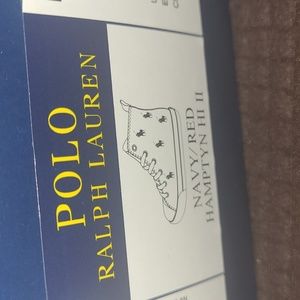 POLO
RALPH LAUREN
NAVY/RED
HAMPTYN HI II